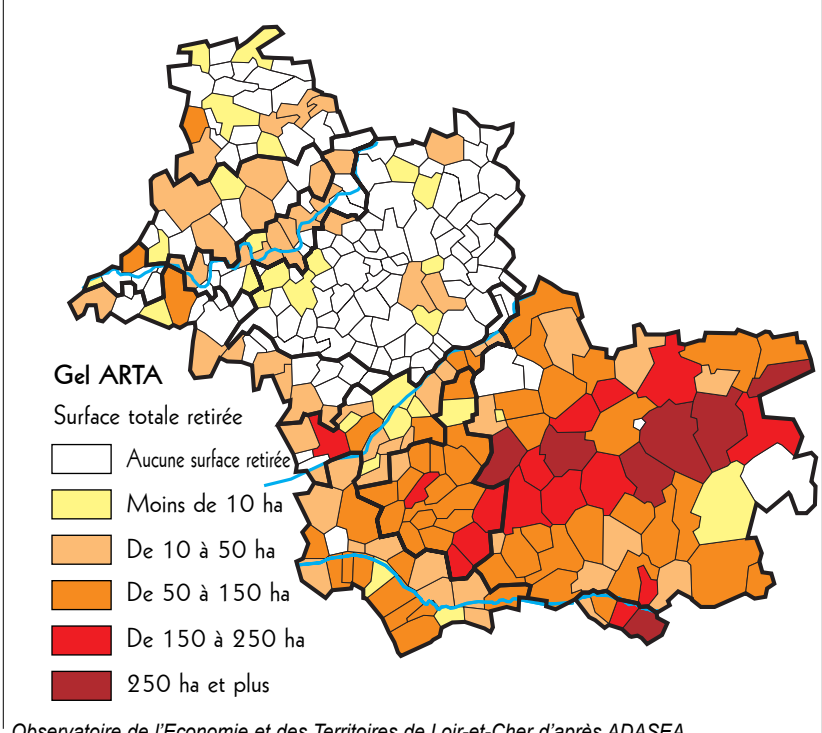 Gel ARTA
Surface totale retirée
Aucune surface retirée
Moins de 10 ha
De 10 à 50 ha
De 50 à 150 ha
De 150 à 250 ha
250 ha et plus
Observatoire de l'Economie et des Territoires de Loir-et-Cher d'après ADASEA